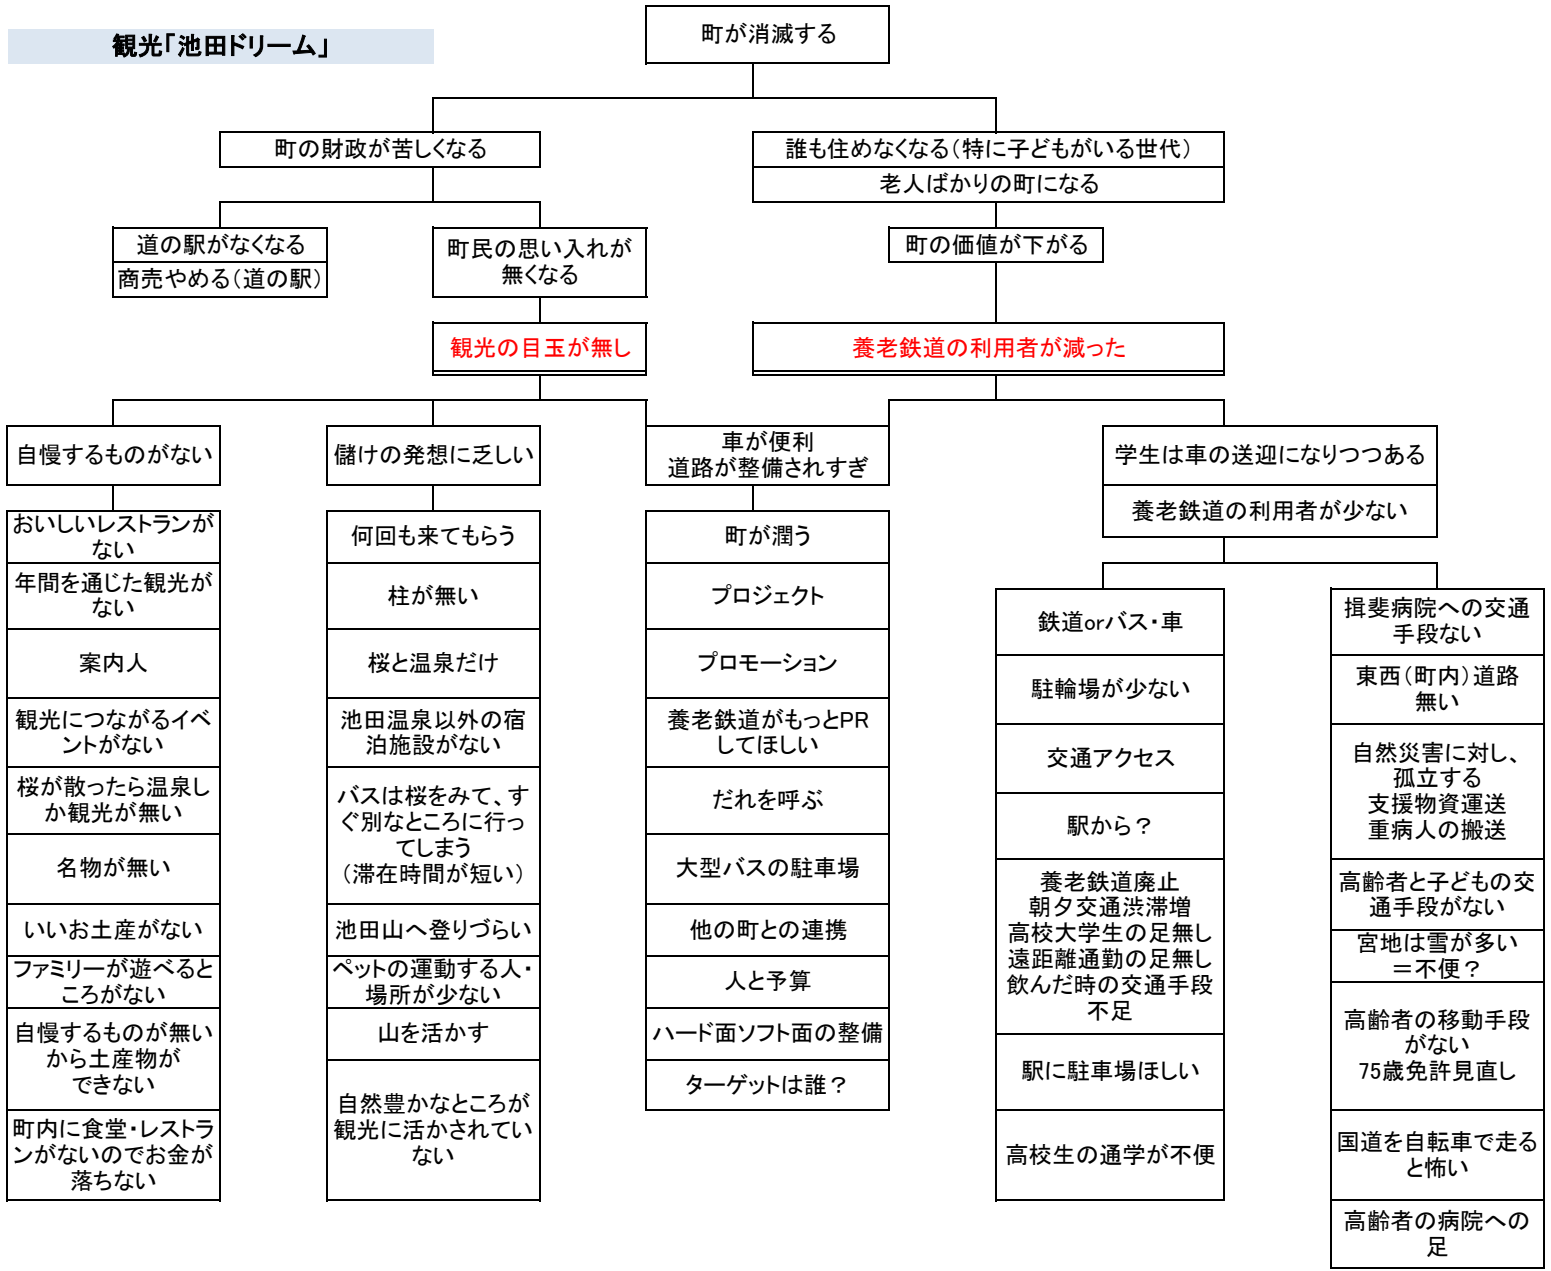 観光「池田ドリーム」
町が消滅する
町の財政が苦しくなる
誰も住めなくなる（特に子どもがいる世代）
老人ばかりの町になる
道の駅がなくなる
商売やめる（道の駅）
町民の思い入れが
無くなる
町の価値が下がる
観光の目玉が無し
養老鉄道の利用者が減った
自慢するものがない
儲けの発想に乏しい
車が便利
道路が整備されすぎ
学生は車の送迎になりつつある
養老鉄道の利用者が少ない
おいしいレストランが
ない
年間を通じた観光が
ない
案内人
観光につながるイベ
ントがない
桜が散ったら温泉し
か観光が無い
名物が無い
いいお土産がない
ファミリーが遊べると
ころがない
自慢するものが無い
から土産物が
できない
町内に食堂・レストラ
ンがないのでお金が
落ちない
何回も来てもらう
柱が無い
桜と温泉だけ
池田温泉以外の宿
泊施設がない
バスは桜をみて、す
ぐ別なところに行っ
てしまう
（滞在時間が短い）
池田山へ登りづらい
ペットの運動する人・
場所が少ない
山を活かす
自然豊かなところが
観光に活かされてい
ない
町が潤う
プロジェクト
プロモーション
養老鉄道がもっとPR
してほしい
だれを呼ぶ
大型バスの駐車場
他の町との連携
人と予算
ハード面ソフト面の整備
ターゲットは誰？
鉄道orバス・車
駐輪場が少ない
交通アクセス
駅から？
養老鉄道廃止
朝夕交通渋滞増
高校大学生の足無し
遠距離通勤の足無し
飲んだ時の交通手段
不足
駅に駐車場ほしい
高校生の通学が不便
揖斐病院への交通
手段ない
東西（町内）道路
無い
自然災害に対し、
孤立する
支援物資運送
重病人の搬送
高齢者と子どもの交
通手段がない
宮地は雪が多い
＝不便？
高齢者の移動手段
がない
75歳免許見直し
国道を自転車で走る
と怖い
高齢者の病院への
足